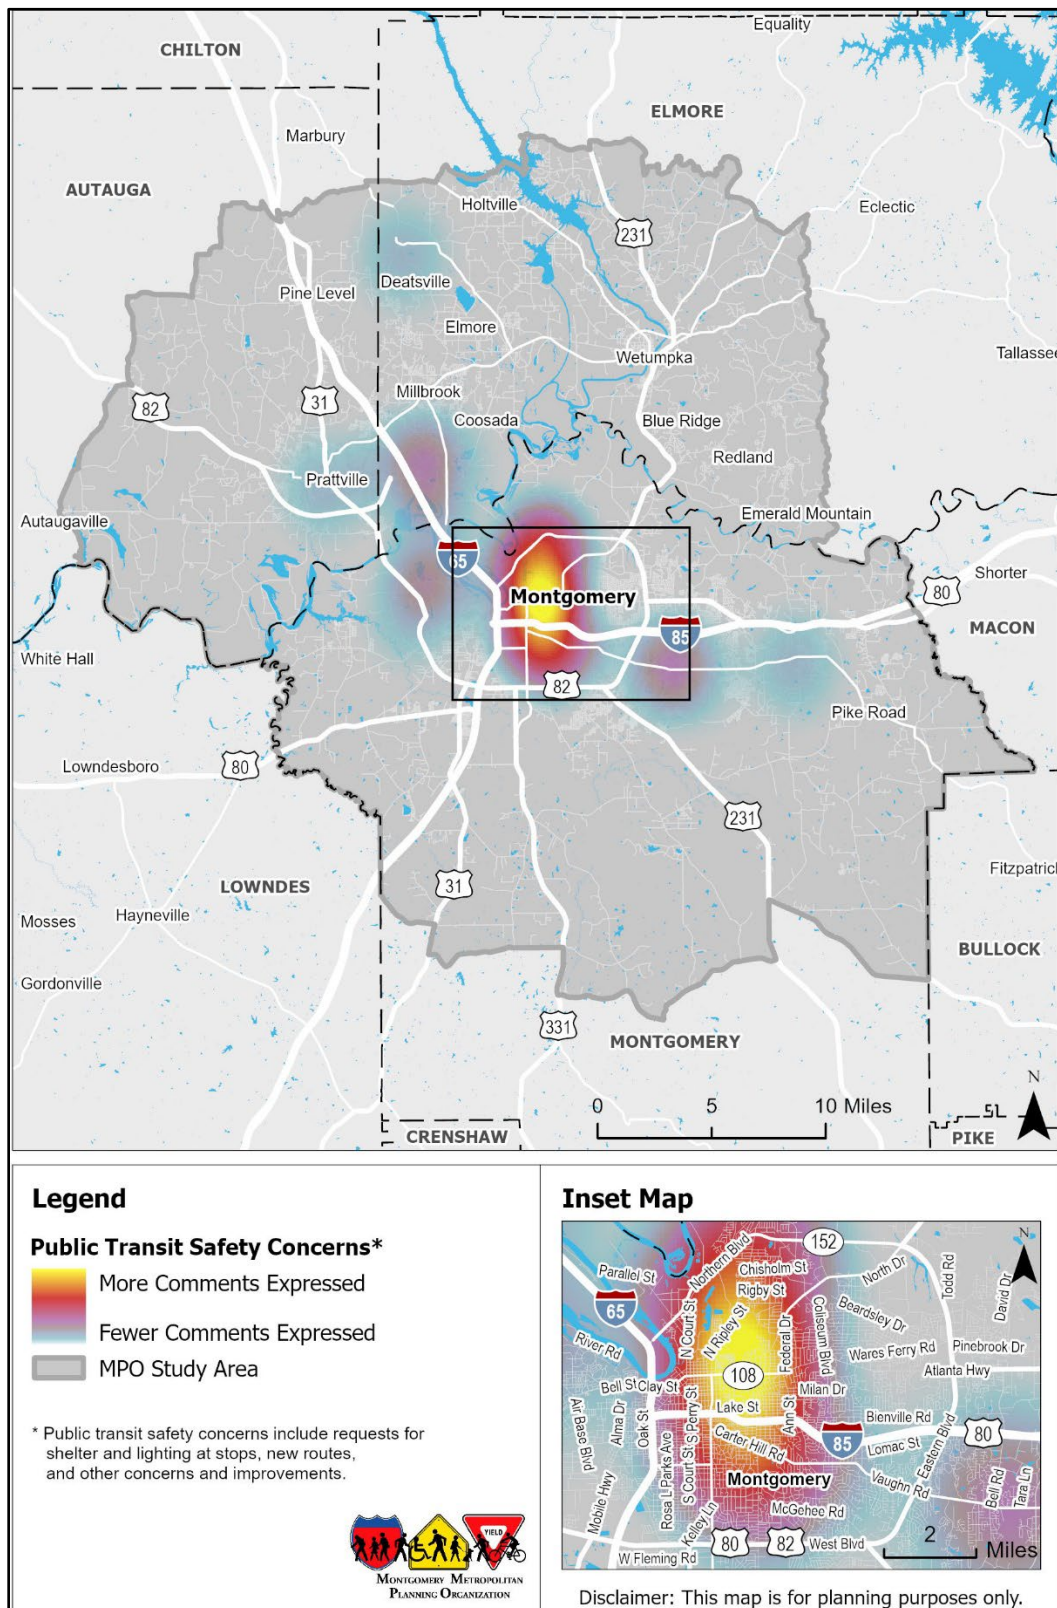 Equality
CHILTON
ELMORE
Marbury
AUTAUGA
Holtville
Eclectic
231
Deatsville
Pine Level
Elmore
Tallassee
Wetumpka
82
31
Millbrook
Coosada
Blue Ridge
Redland
Prattville
Autaugaville
Emerald Mountain
65
Shorter
80
Montgomery
MACON
85
White Hall
82
Pike Road
Lowndesboro
80
231
Fitzpatrick
LOWNDES
31
Hayneville
Mosses
BULLOCK
Gordonville
331
MONTGOMERY
N
0 5 10 Miles
CRENSHAW
PIKE
Legend
Public Transit Safety Concerns*
More Comments Expressed
Fewer Comments Expressed
MPO Study Area
* Public transit safety concerns include requests for
shelter and lighting at stops, new routes,
and other concerns and improvements.
YIELD
MONTGOMERY METROPOLITAN
PLANNING ORGANIZATION
Inset Map
N
152
Northern Blvd
Parallel St
Chisholm St
North Dr
Todd Rd
Rigby St
David Dr
65
N Court St
N Ripley St
Federal Dr
Coliseum Blvd
Beardsley Dr
River Rd
Wares Ferry Rd
Pinebrook Dr
Atlanta Hwy
108
Bell St
Clay St
Milan Dr
Air Base Blvd
Alma Dr
Oak St
S Perry St
Lake St
Ann St
Bienville Rd
80
85
Lomac St
Eastern Blvd
Rosa L Parks Ave
S Court St
Carter Hill Rd
Vaughn Rd
Bell Rd
Tara Ln
Montgomery
Mobile Hwy
Kelley Ln
McGehee Rd
80
82
West Blvd
W Fleming Rd
2
Miles
Disclaimer: This map is for planning purposes only.